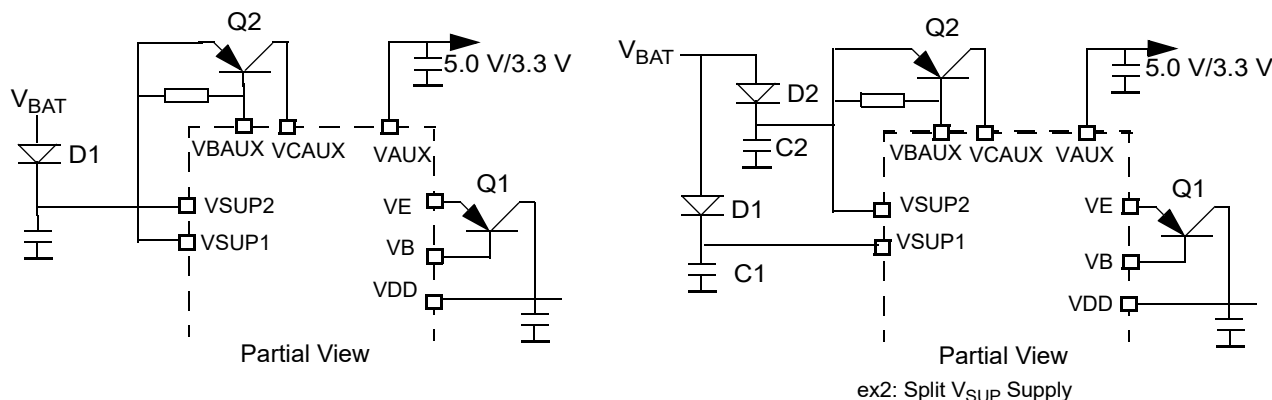 Q2
5.0 V/3.3 V
VBAT
D1
VBAUX
VCAUX
VAUX
Q1
VSUP2
VE
VSUP1
VB
VDD
Partial View
Q2
VBAT
5.0 V/3.3 V
D2
VBAUX
VCAUX
VAUX
C2
Q1
D1
VSUP2
VE
VSUP1
VB
C1
VDD
Partial View
ex2: Split VSUP Supply